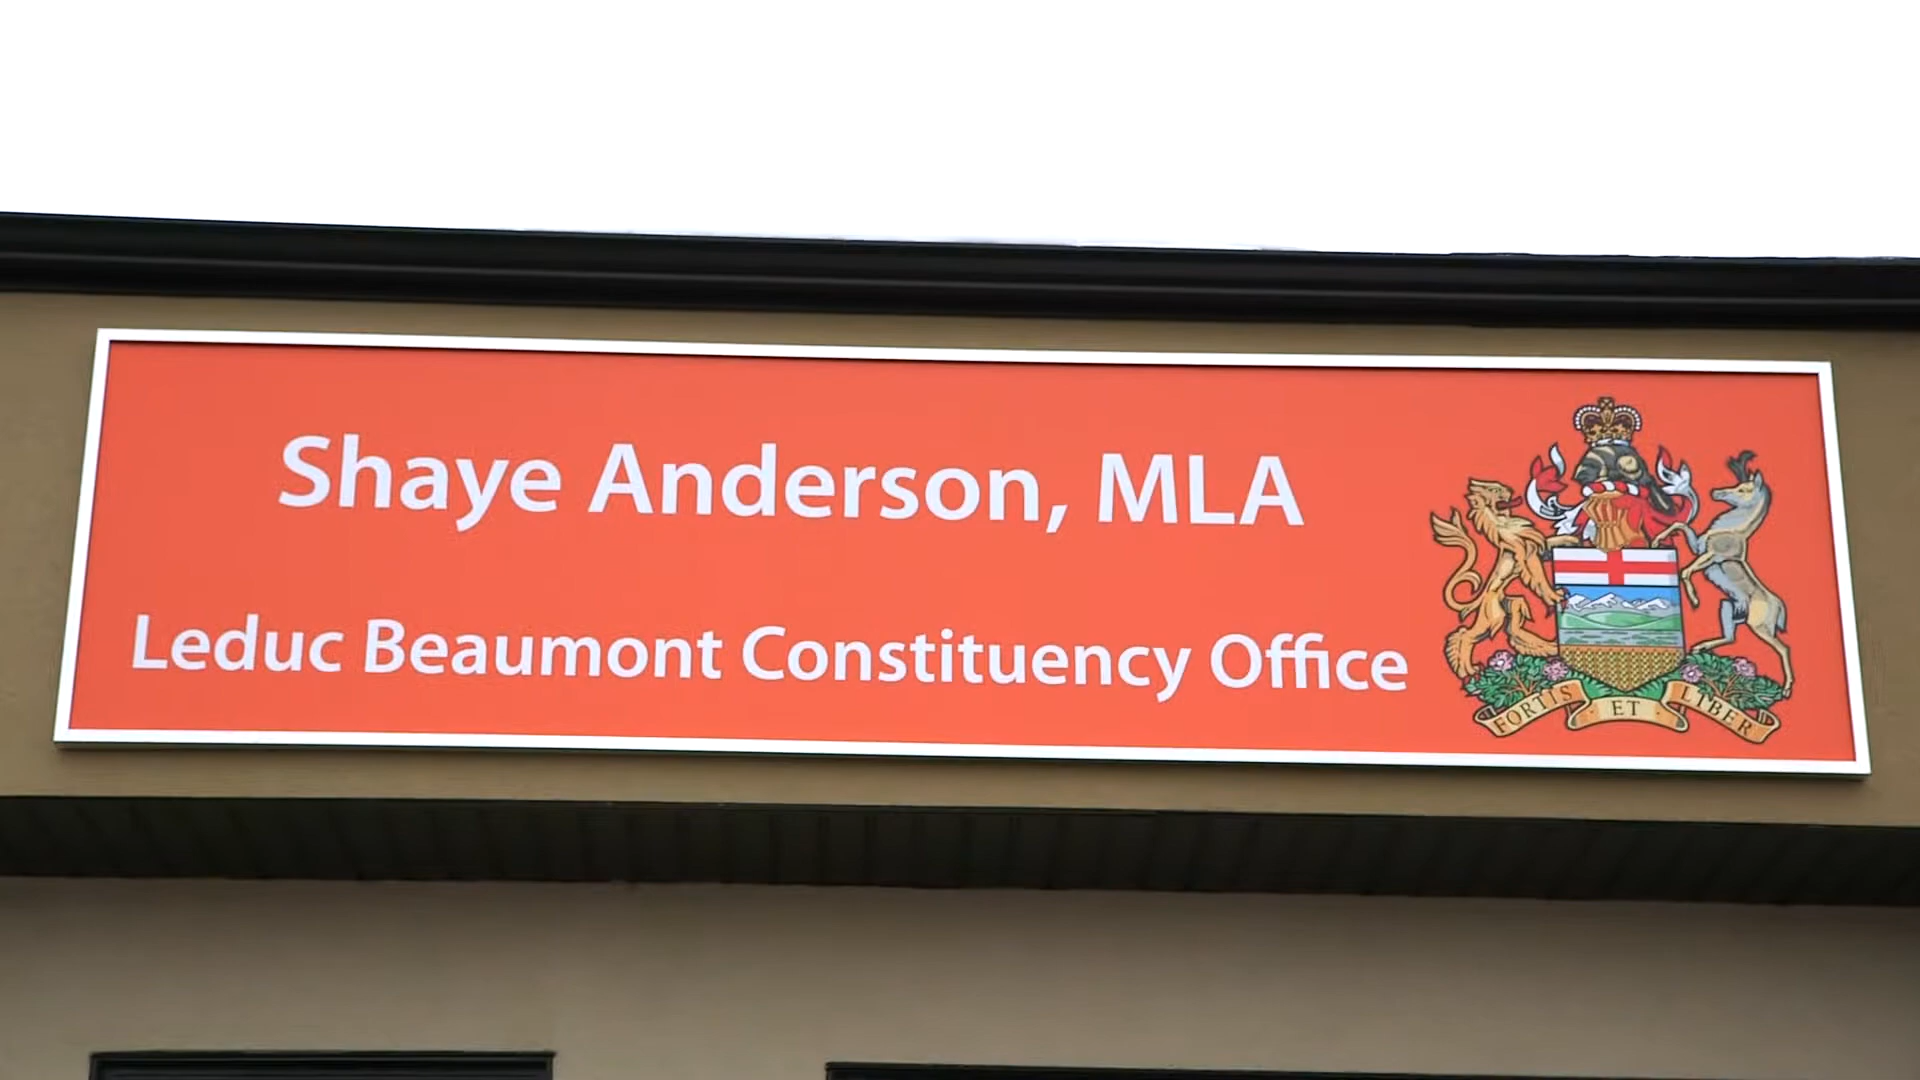 Shaye Anderson, MLA
Leduc Beaumont Constituency Office
FORTIS ET LIBER